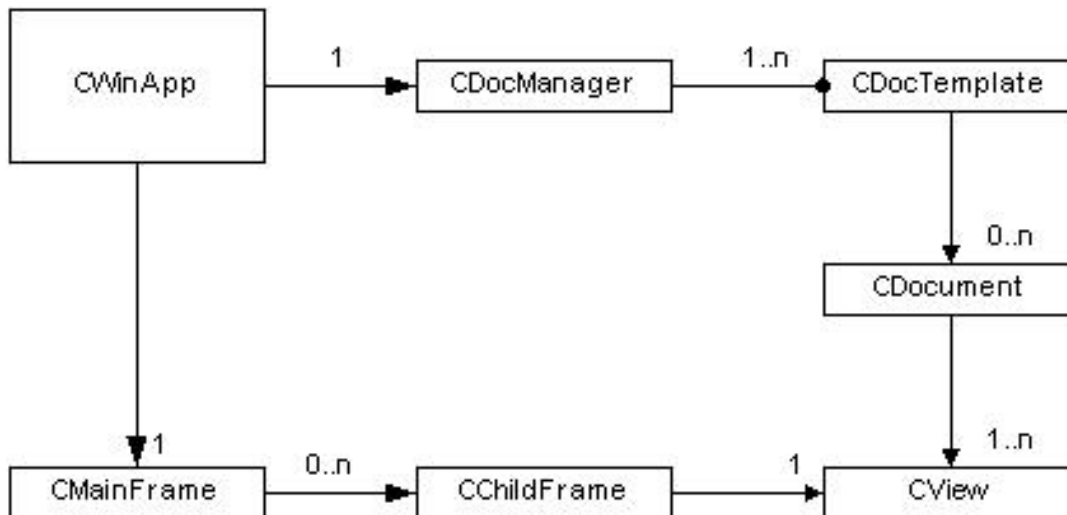 CWinApp
1
CDocManager
1..n
CDocTemplate
0..n
CDocument
1
0..n
1
1..n
CMainFrame
CChildFrame
CView